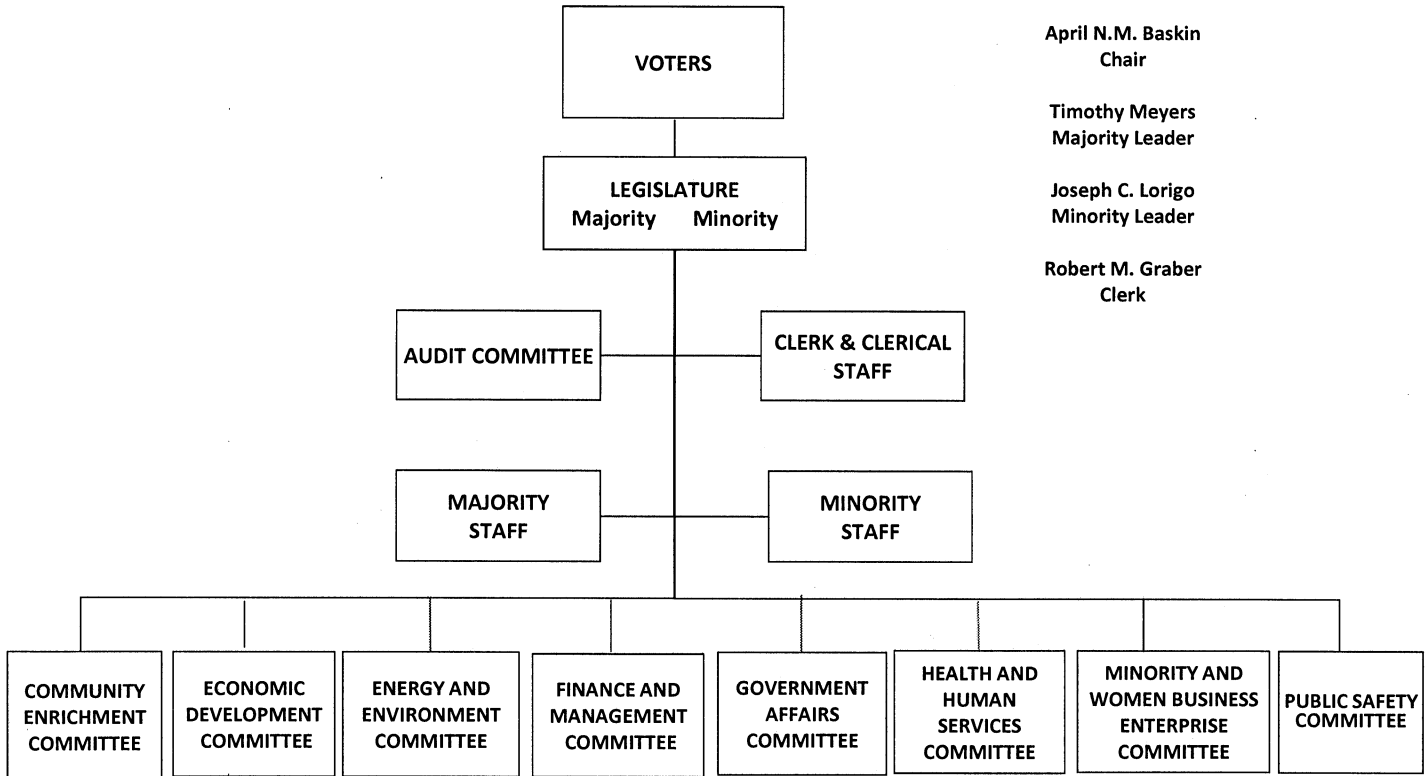 VOTERS
LEGISLATURE
Majority Minority
April N.M. Baskin
Chair
Timothy Meyers
Majority Leader
Joseph C. Lorigo
Minority Leader
Robert M. Graber
Clerk
AUDIT COMMITTEE
CLERK & CLERICAL
STAFF
MAJORITY
STAFF
MINORITY
STAFF
COMMUNITY
ENRICHMENT
COMMITTEE
ECONOMIC
DEVELOPMENT
COMMITTEE
ENERGY AND
ENVIRONMENT
COMMITTEE
FINANCE AND
MANAGEMENT
COMMITTEE
GOVERNMENT
AFFAIRS
COMMITTEE
HEALTH AND
HUMAN
SERVICES
COMMITTEE
MINORITY AND
WOMEN BUSINESS
ENTERPRISE
COMMITTEE
PUBLIC SAFETY
COMMITTEE